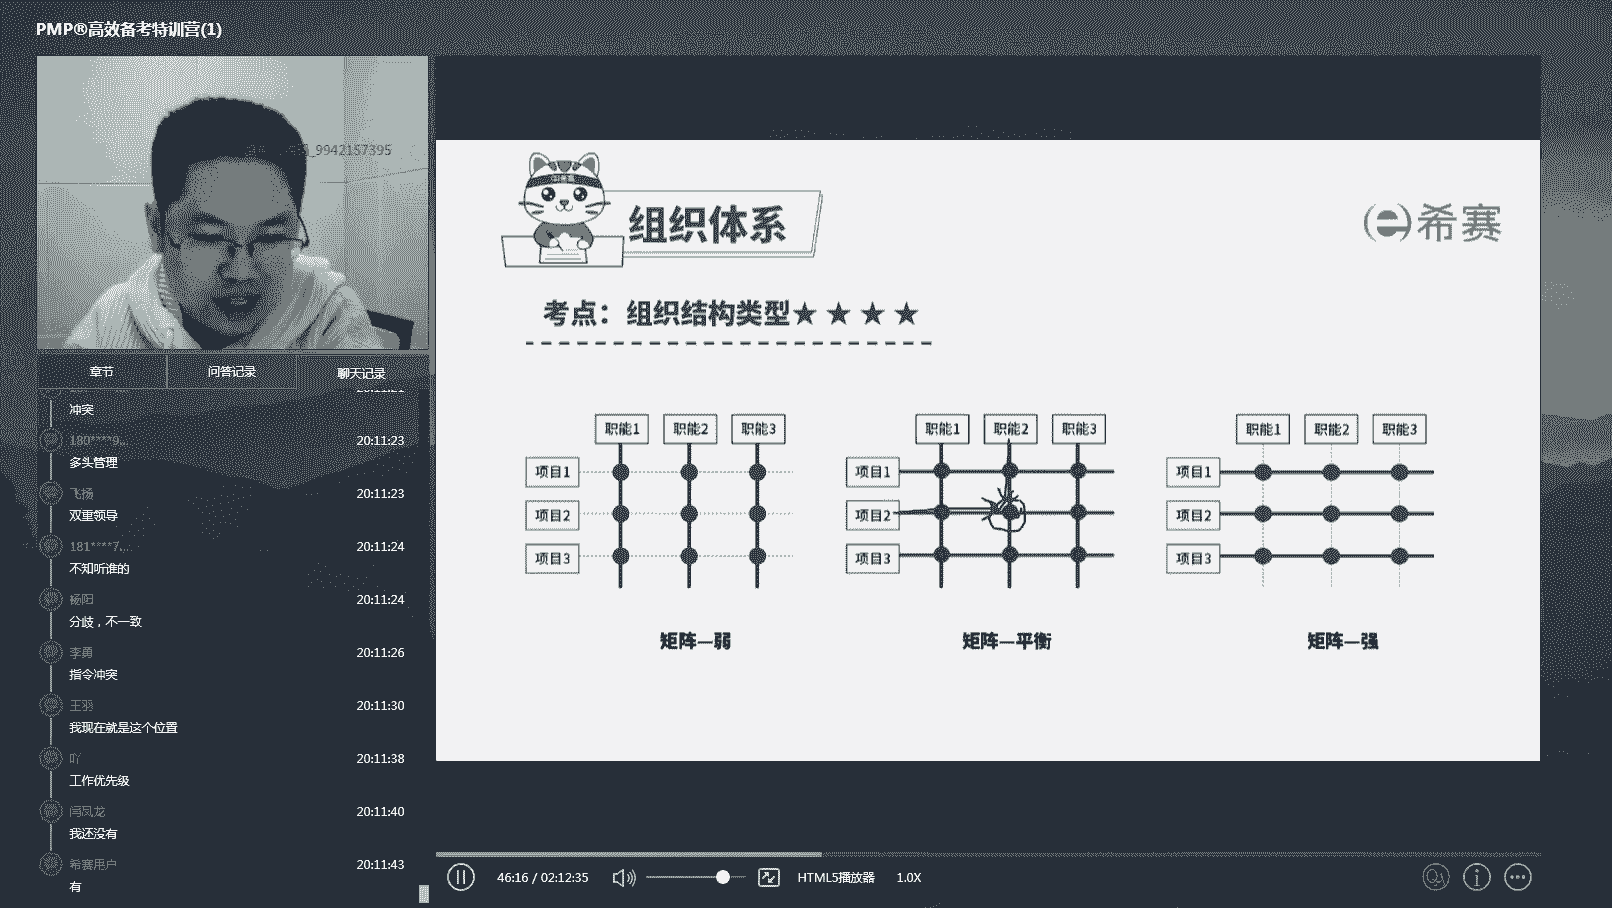 PMP®高效备考特训营(1)
_9942157395
章节
问答记录
聊天记录
冲突
180****9...
20:11:23
多头管理
飞扬
20:11:23
双重领导
181****7...
20:11:24
不知听谁的
杨阳
20:11:24
分歧，不一致
李勇
20:11:26
指令冲突
王羽
20:11:30
我现在就是这个位置
吖
20:11:38
工作优先级
闫凤龙
20:11:40
我还没有
希赛用户
20:11:43
有
组织体系
希赛
考点：组织结构类型★★★★
职能1 职能2 职能3
项目1
项目2
项目3
矩阵—弱
职能1 职能2 职能3
项目1
项目2
项目3
矩阵—平衡
职能1 职能2 职能3
项目1
项目2
项目3
矩阵—强
46:16 / 02:12:35
HTML5播放器
1.0X